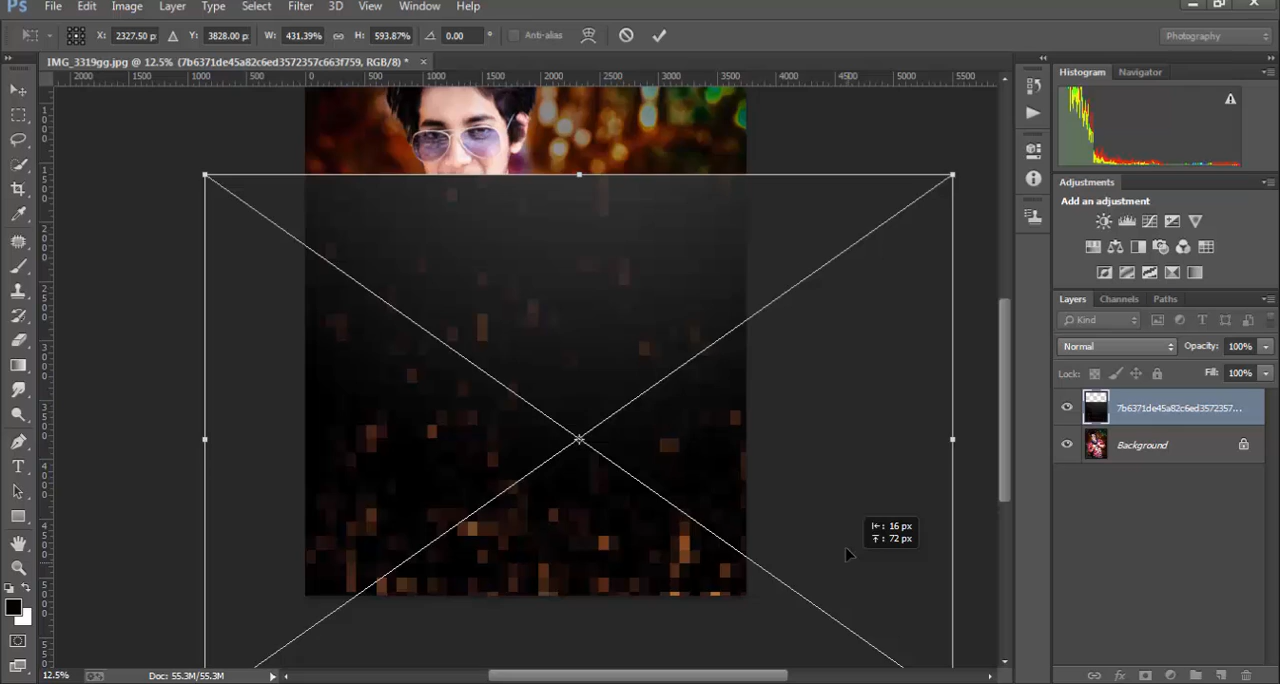 Ps File Edit Image Layer Type Select Filter 3D View Window Help
X: 2327.50 p Y: 3828.00 p W: 431.39% H: 593.87% 0.00 ° Anti-alias Photography
IMG_3319gg.jpg @ 12.5% (7b6371de45a82c6ed3572357c663f759, RGB/8) *
2000 1500 1000 500 0 500 1000 1500 2000 2500 3000 3500 4000 4500 5000 5500
Histogram Navigator
Adjustments
Add an adjustment
Layers Channels Paths
Kind
Normal Opacity: 100%
Lock: Fill: 100%
7b6371de45a82c6ed3572357...
Background
16 px
72 px
12.5% Doc: 55.3M/55.3M